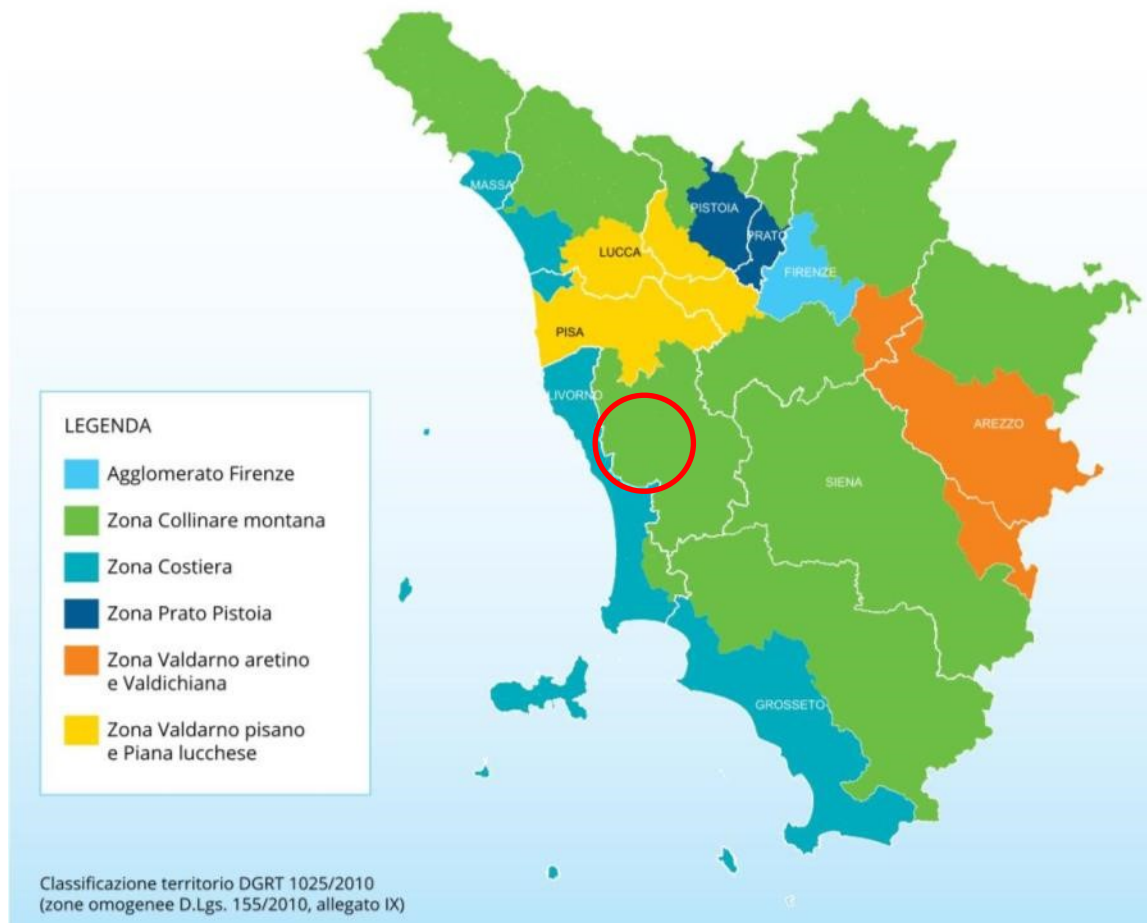 MASSA
PISTOIA
PRATO
LUCCA
FIRENZE
PISA
LIVORNO
AREZZO
SIENA
GROSSETO
LEGENDA
Agglomerato Firenze
Zona Collinare montana
Zona Costiera
Zona Prato Pistoia
Zona Valdarno aretino
e Valdichiana
Zona Valdarno pisano
e Piana lucchese
Classificazione territorio DGRT 1025/2010
(zone omogenee D.Lgs. 155/2010, allegato IX)